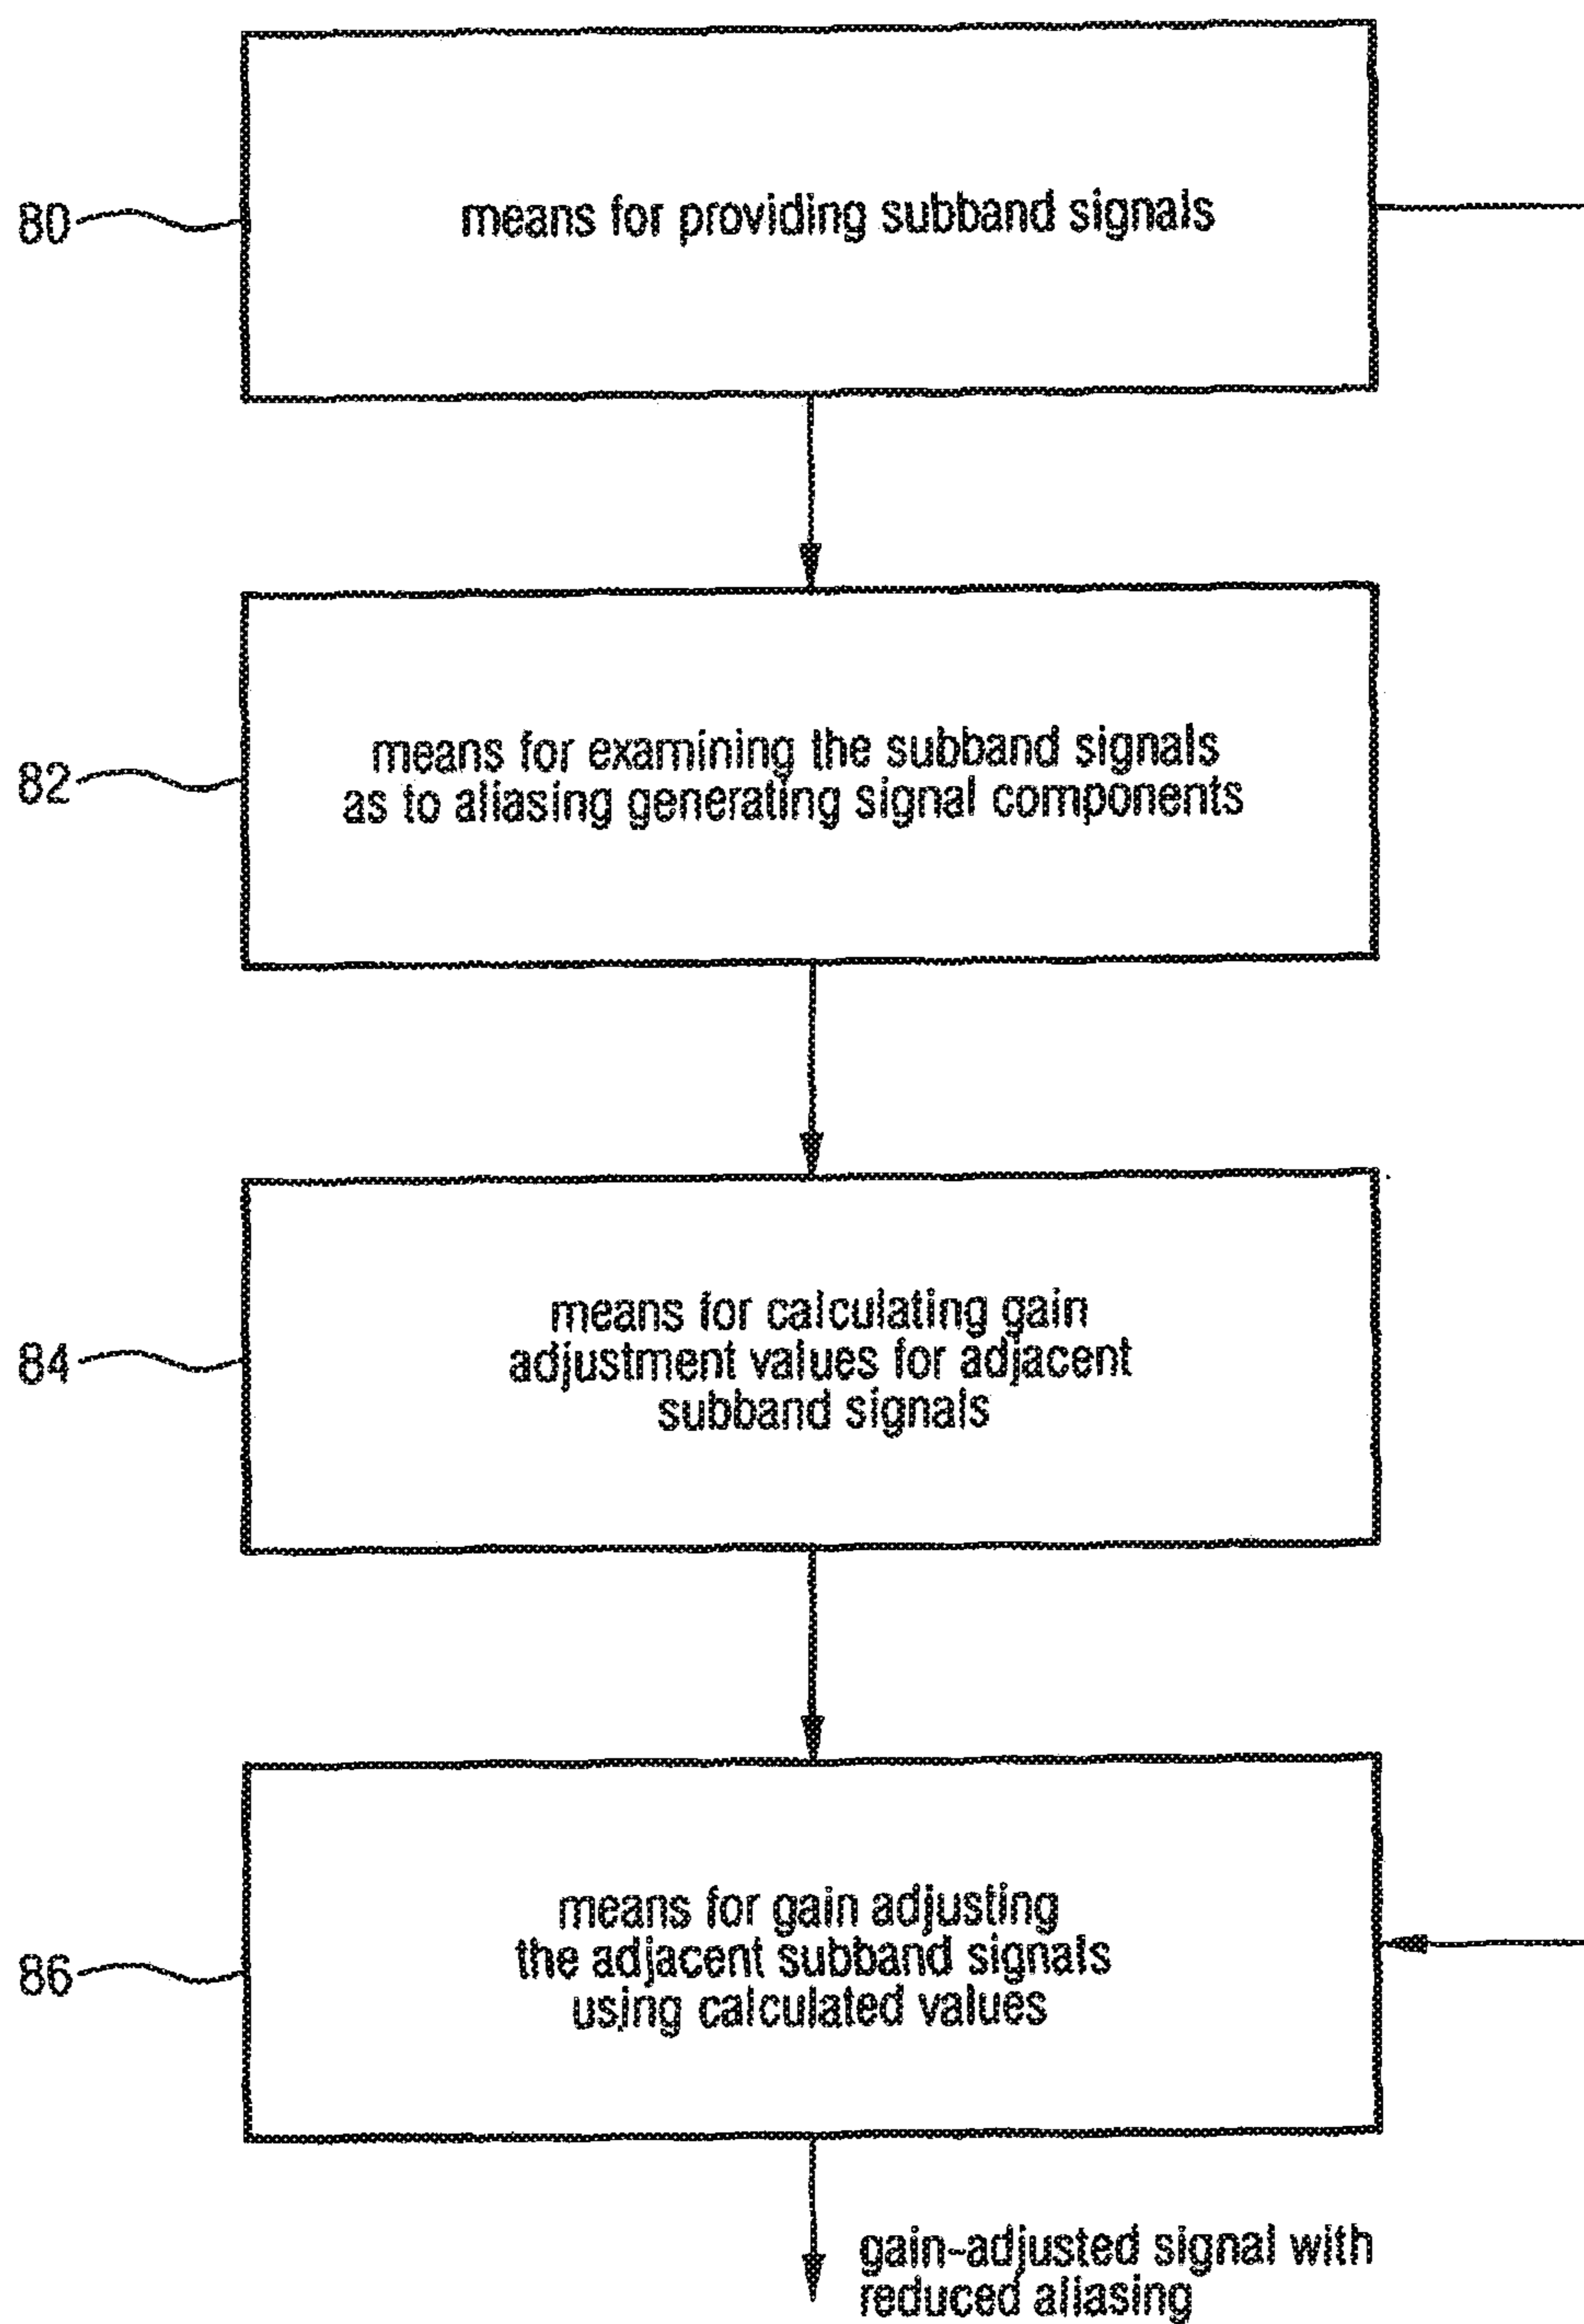 80
means for providing subband signals
82
means for examining the subband signals
as to aliasing generating signal components
84
means for calculating gain
adjustment values for adjacent
subband signals
86
means for gain adjusting
the adjacent subband signals
using calculated values
gain-adjusted signal with
reduced aliasing